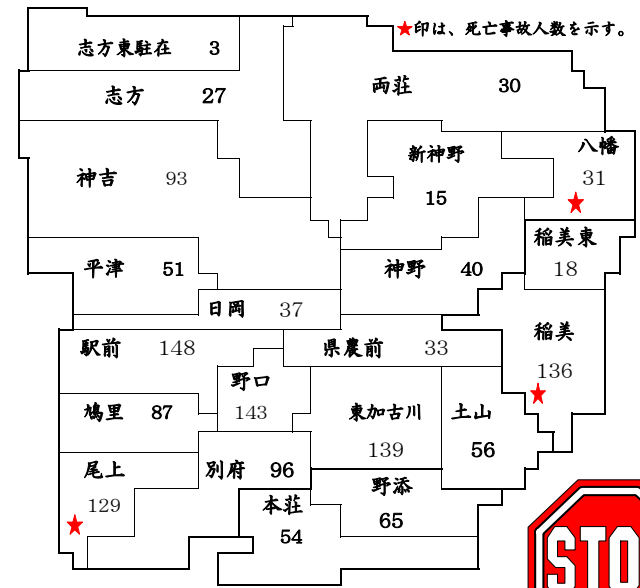 ★印は、死亡事故人数を示す。
志方東駐在 3
志方 27
両荘 30
新神野
15
八幡
31
★
神吉 93
稲美東
18
平津 51
神野 40
日岡 37
稲美
136
★
駅前 148
県農前 33
野口
143
鳩里 87
東加古川
139
土山
56
尾上
129
★
別府 96
野添
65
本荘
54
STO